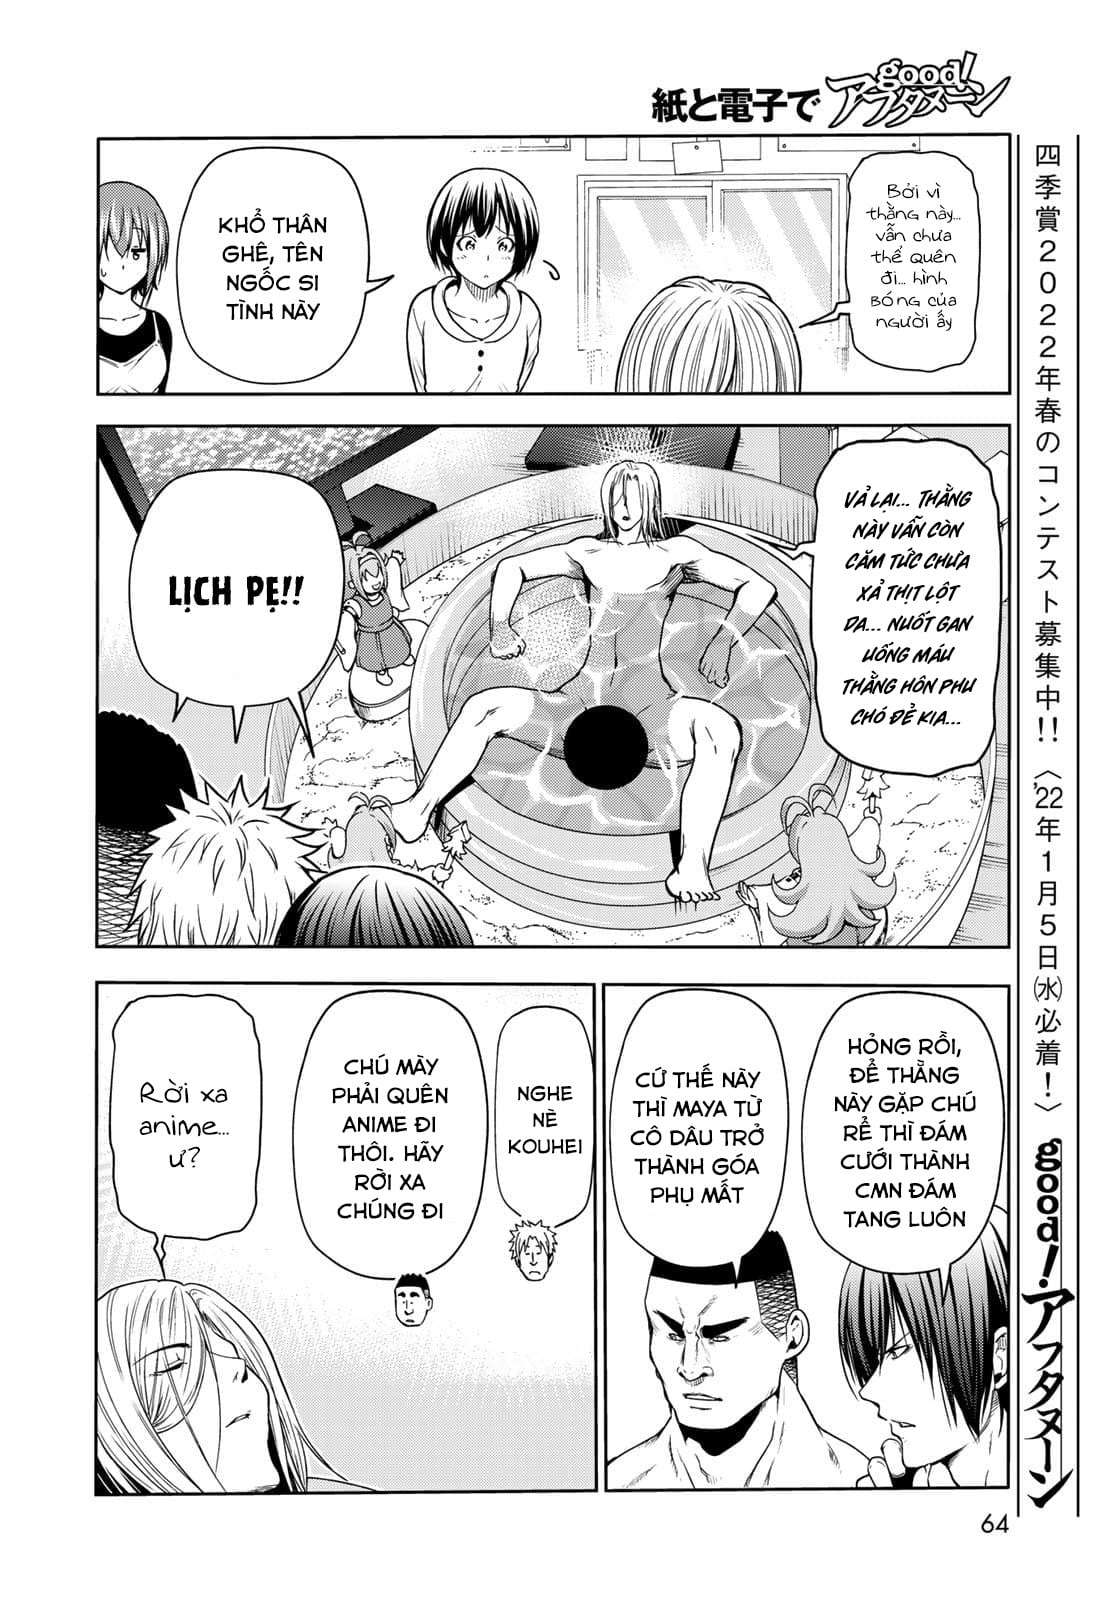 紙と電子で
good!
アフタヌーン
Bởi vì
thằng này...
vẫn chưa
thể quên
đi... hình
bóng của
người ấy
KHỔ THÂN
GHÊ, TÊN
NGỐC SI
TÌNH NÀY
VẢ LẠI... THẰNG
NÀY VẪN CÒN
CĂM TỨC CHƯA
XẢ THỊT LỘT
DA... NUỐT GAN
UỐNG MÁU
THẰNG HÔN PHU
CHÓ ĐẺ KIA...
LỊCH PẸ!!
HỎNG RỒI,
ĐỂ THẰNG
NÀY GẶP CHÚ
RỂ THÌ ĐÁM
CƯỚI THÀNH
CMN ĐÁM
TANG LUÔN
CỨ THẾ NÀY
THÌ MAYA TỪ
CÔ DÂU TRỞ
THÀNH GÓA
PHỤ MẤT
NGHE
NÈ
KOUHEI
CHÚ MÀY
PHẢI QUÊN
ANIME ĐI
THÔI. HÃY
RỜI XA
CHÚNG ĐI
Rời xa
anime...
ư?
四季賞2022年春のコンテスト募集中!!〈'22年1月5日㈬必着!〉
good!アフタヌーン
64